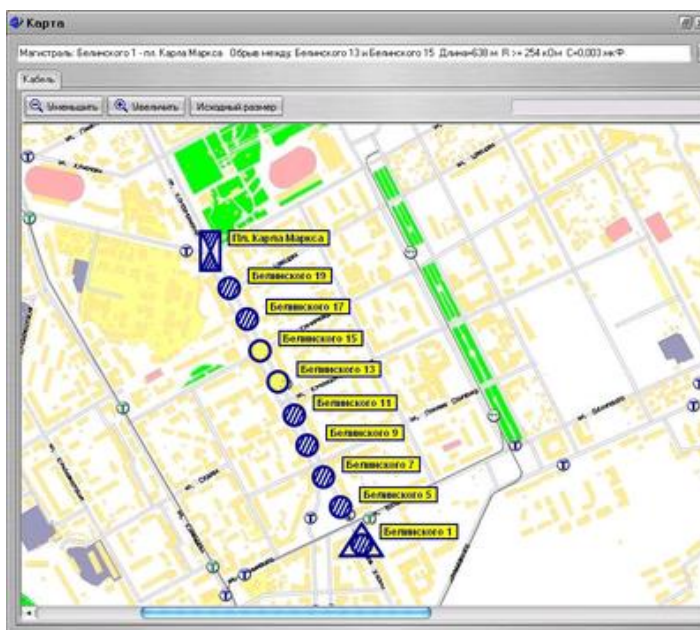 Карта
Магистраль: Белинского 1 - пл. Карла Маркса Обрыв между: Белинского 13 и Белинского 15 Длина=638 м R >= 254 кОм C=0,003 мкФ
Кабель
Уменьшить
Увеличить
Исходный размер
Пл. Карла Маркса
Белинского 19
Белинского 17
Белинского 15
Белинского 13
Белинского 11
Белинского 9
Белинского 7
Белинского 5
Белинского 1